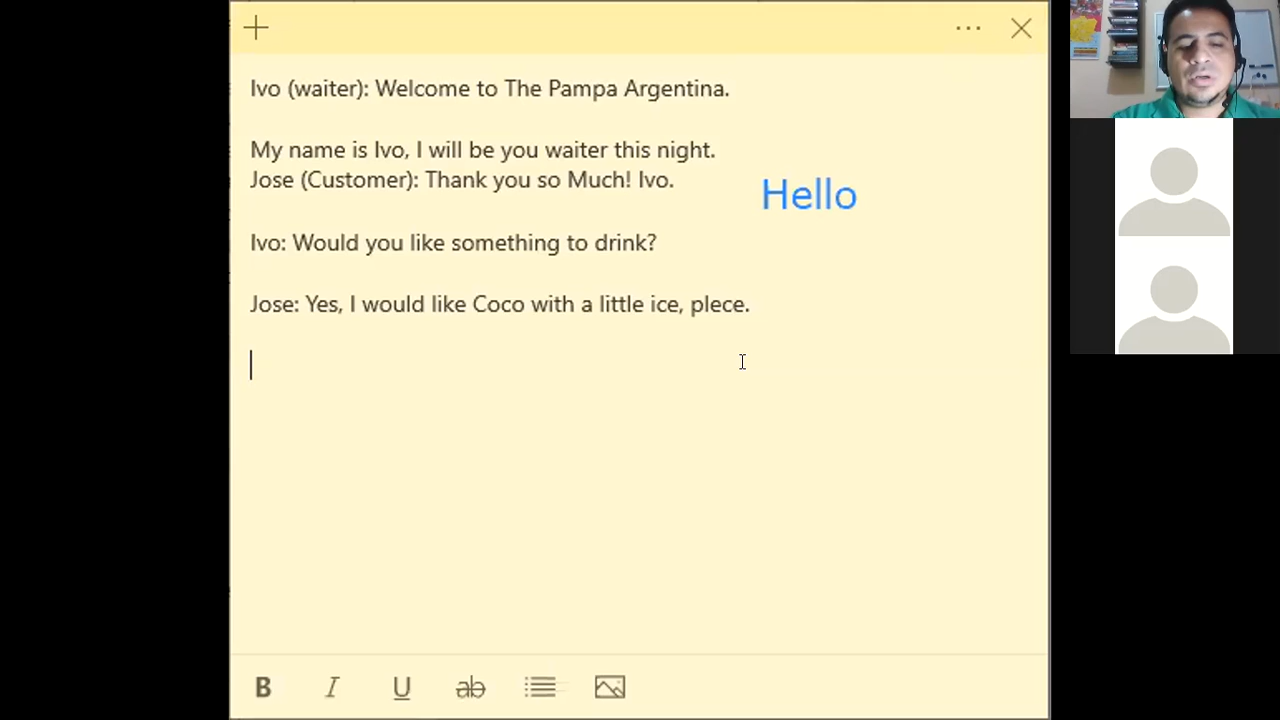 Ivo (waiter): Welcome to The Pampa Argentina.
My name is Ivo, I will be you waiter this night.
Jose (Customer): Thank you so Much! Ivo.
Hello
Ivo: Would you like something to drink?
Jose: Yes, I would like Coco with a little ice, plece.
B I U ab